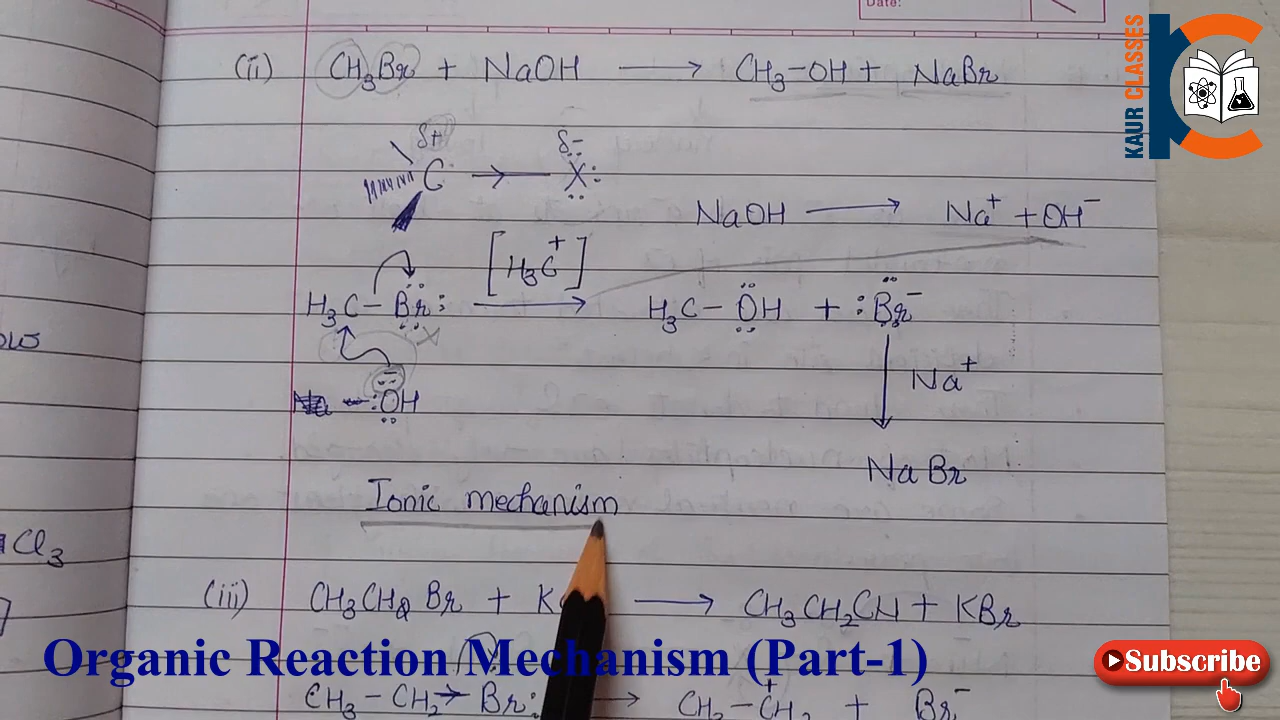 Date:
KAUR CLASSES
(ii) CH₃Br + NaOH ⟶ CH₃-OH + NaBr
δ+ δ-
C → X:
NaOH ⟶ Na⁺ + OH⁻
[H₃C⁺]
H₃C - Br: ⟶ H₃C - OH + :Br⁻
Na⁺
:OH
NaBr
Ionic mechanism
Cl₃
(iii) CH₃CH₂Br + K ⟶ CH₃CH₂CN + KBr
Organic Reaction Mechanism (Part-1)
Subscribe
CH₃ - CH₂ → Br: ⟶ CH₃ - CH₂⁺ + Br⁻